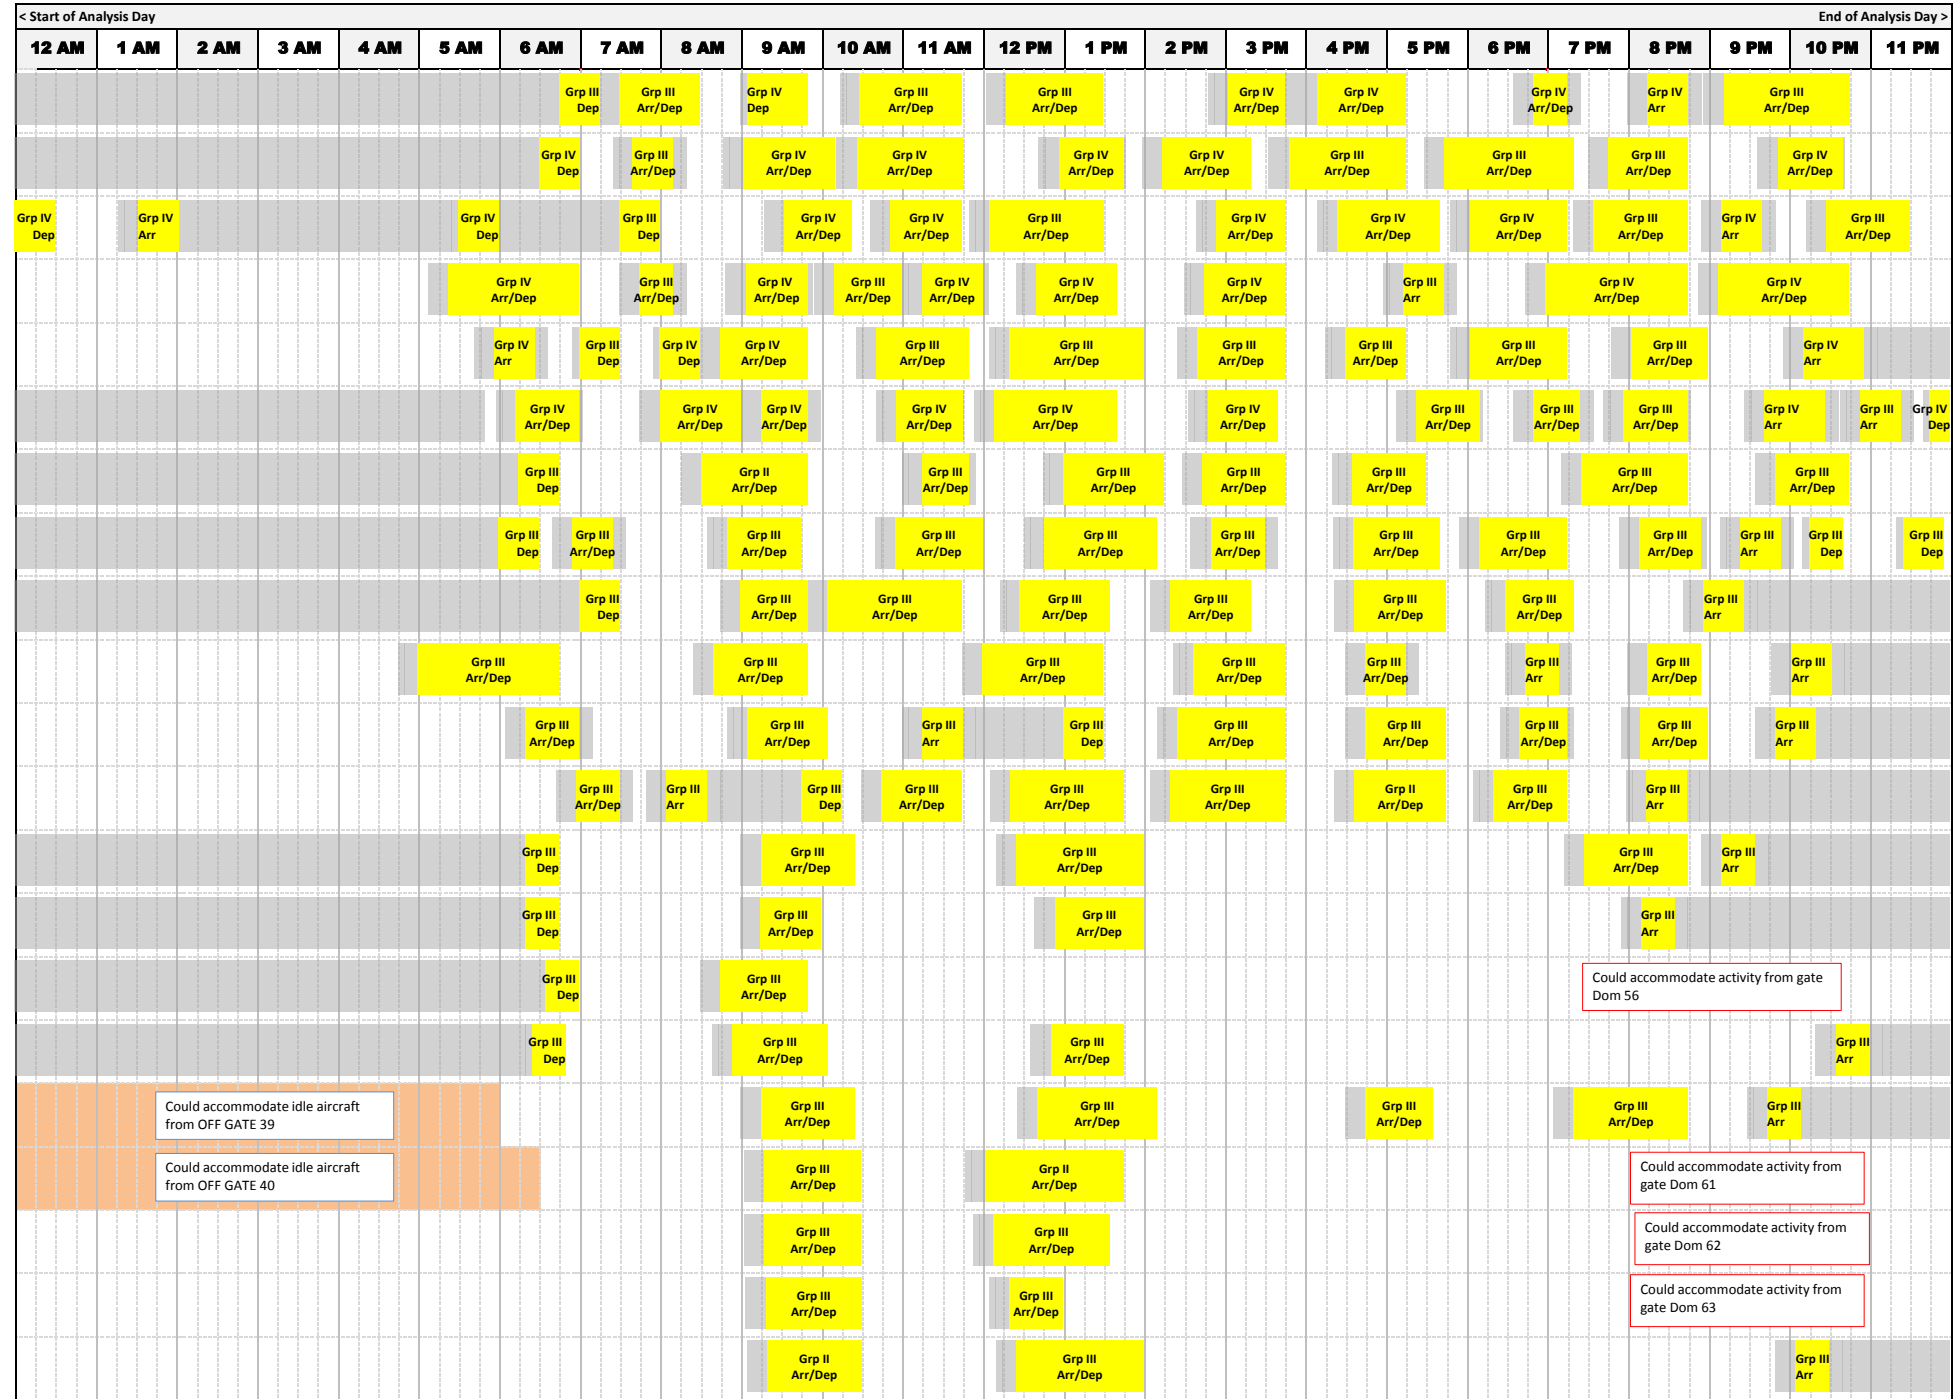 < Start of Analysis Day End of Analysis Day >
12 AM 1 AM 2 AM 3 AM 4 AM 5 AM 6 AM 7 AM 8 AM 9 AM 10 AM 11 AM 12 PM 1 PM 2 PM 3 PM 4 PM 5 PM 6 PM 7 PM 8 PM 9 PM 10 PM 11 PM
Grp III Grp III Grp IV Grp III Grp III Grp IV Grp IV Grp IV Grp IV Grp III
Dep Arr/Dep Dep Arr/Dep Arr/Dep Arr/Dep Arr/Dep Arr/Dep Arr Arr/Dep
Grp IV Grp III Grp IV Grp IV Grp IV Grp IV Grp III Grp III Grp III Grp IV
Dep Arr/Dep Arr/Dep Arr/Dep Arr/Dep Arr/Dep Arr/Dep Arr/Dep Arr/Dep Arr/Dep
Grp IV Grp IV Grp IV Grp III Grp IV Grp IV Grp III Grp IV Grp IV Grp IV Grp III Grp IV Grp III
Dep Arr Dep Dep Arr/Dep Arr/Dep Arr/Dep Arr/Dep Arr/Dep Arr/Dep Arr/Dep Arr Arr/Dep
Grp IV Grp III Grp IV Grp III Grp IV Grp IV Grp IV Grp III Grp IV Grp IV
Arr/Dep Arr/Dep Arr/Dep Arr/Dep Arr/Dep Arr/Dep Arr/Dep Arr Arr/Dep Arr/Dep
Grp IV Grp III Grp IV Grp IV Grp III Grp III Grp III Grp III Grp III Grp III Grp IV
Arr Dep Dep Arr/Dep Arr/Dep Arr/Dep Arr/Dep Arr/Dep Arr/Dep Arr/Dep Arr
Grp IV Grp IV Grp IV Grp IV Grp IV Grp IV Grp III Grp III Grp III Grp IV Grp III Grp IV
Arr/Dep Arr/Dep Arr/Dep Arr/Dep Arr/Dep Arr/Dep Arr/Dep Arr/Dep Arr/Dep Arr Arr Dep
Grp III Grp II Grp III Grp III Grp III Grp III Grp III Grp III
Dep Arr/Dep Arr/Dep Arr/Dep Arr/Dep Arr/Dep Arr/Dep Arr/Dep
Grp III Grp III Grp III Grp III Grp III Grp III Grp III Grp III Grp III Grp III Grp III Grp III
Dep Arr/Dep Arr/Dep Arr/Dep Arr/Dep Arr/Dep Arr/Dep Arr/Dep Arr/Dep Arr Dep Dep
Grp III Grp III Grp III Grp III Grp III Grp III Grp III Grp III
Dep Arr/Dep Arr/Dep Arr/Dep Arr/Dep Arr/Dep Arr/Dep Arr
Grp III Grp III Grp III Grp III Grp III Grp III Grp III Grp III
Arr/Dep Arr/Dep Arr/Dep Arr/Dep Arr/Dep Arr Arr/Dep Arr
Grp III Grp III Grp III Grp III Grp III Grp III Grp III Grp III Grp III
Arr/Dep Arr/Dep Arr Dep Arr/Dep Arr/Dep Arr/Dep Arr/Dep Arr
Grp III Grp III Grp III Grp III Grp III Grp III Grp II Grp III Grp III
Arr/Dep Arr Dep Arr/Dep Arr/Dep Arr/Dep Arr/Dep Arr/Dep Arr
Grp III Grp III Grp III Grp III Grp III
Dep Arr/Dep Arr/Dep Arr/Dep Arr
Grp III Grp III Grp III Grp III
Dep Arr/Dep Arr/Dep Arr
Grp III Grp III Could accommodate activity from gate
Dep Arr/Dep Dom 56
Grp III Grp III Grp III Grp III
Dep Arr/Dep Arr/Dep Arr
Could accommodate idle aircraft Grp III Grp III Grp III Grp III Grp III
from OFF GATE 39 Arr/Dep Arr/Dep Arr/Dep Arr/Dep Arr
Could accommodate idle aircraft Grp III Grp II Could accommodate activity from
from OFF GATE 40 Arr/Dep Arr/Dep gate Dom 61
Grp III Grp III Could accommodate activity from
Arr/Dep Arr/Dep gate Dom 62
Grp III Grp III Could accommodate activity from
Arr/Dep Arr/Dep gate Dom 63
Grp II Grp III Grp III
Arr/Dep Arr/Dep Arr